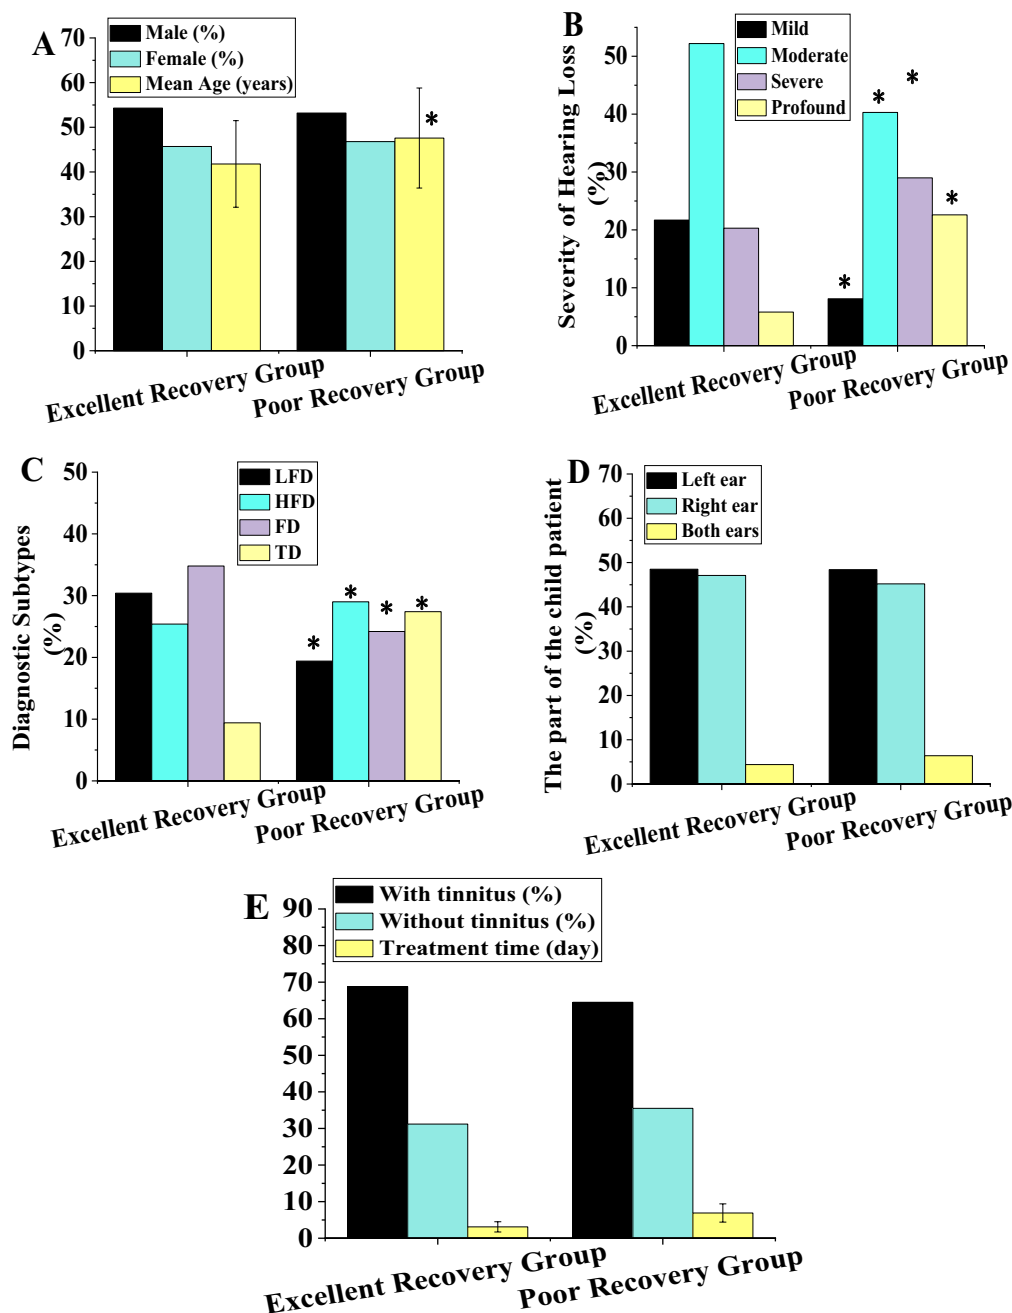 A
Male (%)
Female (%)
Mean Age (years)
70
60
50
40
30
20
10
0
*
Excellent Recovery Group
Poor Recovery Group
B
Mild
Moderate
Severe
Profound
Severity of Hearing Loss
(%)
50
40
30
20
10
0
*
*
*
*
Excellent Recovery Group
Poor Recovery Group
C
LFD
HFD
FD
TD
Diagnostic Subtypes
(%)
50
40
30
20
10
0
*
*
*
*
Excellent Recovery Group
Poor Recovery Group
D
Left ear
Right ear
Both ears
The part of the child patient
(%)
70
60
50
40
30
20
10
0
Excellent Recovery Group
Poor Recovery Group
E
With tinnitus (%)
Without tinnitus (%)
Treatment time (day)
90
80
70
60
50
40
30
20
10
0
Excellent Recovery Group
Poor Recovery Group